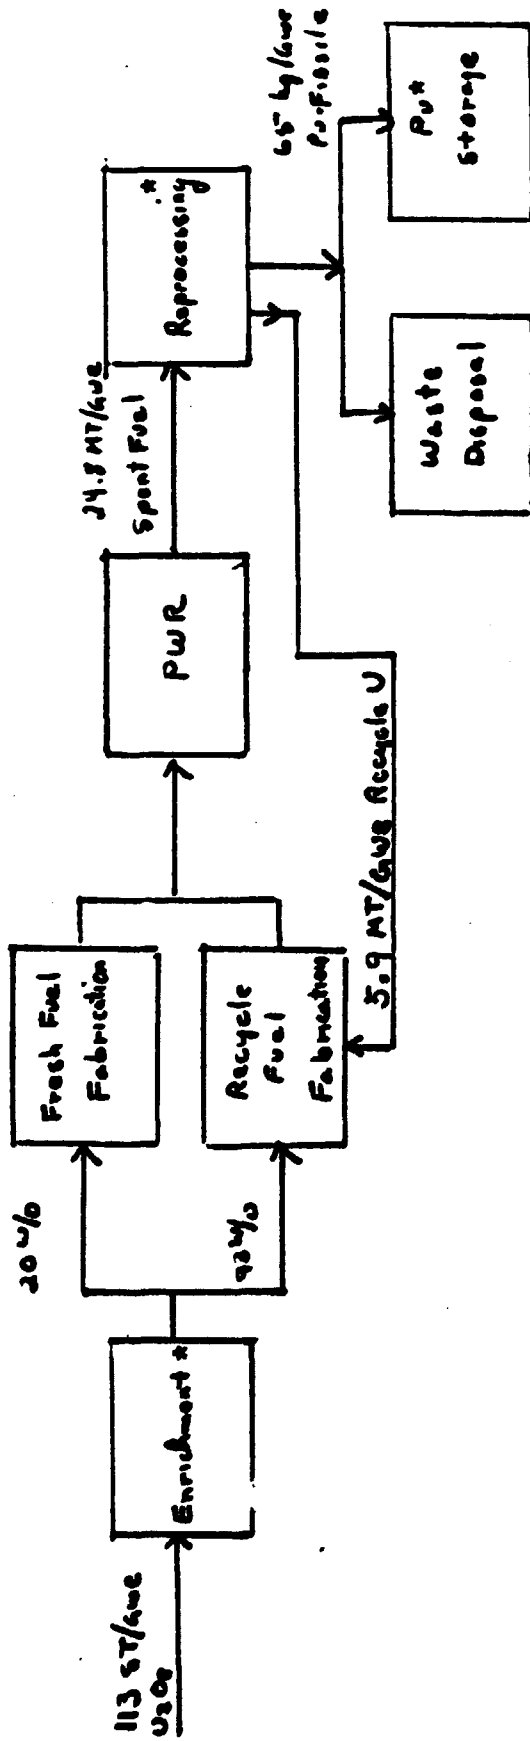 113 ST/GWe
U3O8
Enrichment *
20 w/o
93 w/o
Fresh Fuel
Fabrication
Recycle
Fuel
Fabrication
PWR
24.8 MT/GWe
Spent Fuel
Reprocessing *
5.9 MT/GWe Recycle U
65 kg/GWe
Pu-Fissile
Waste
Disposal
Pu *
Storage